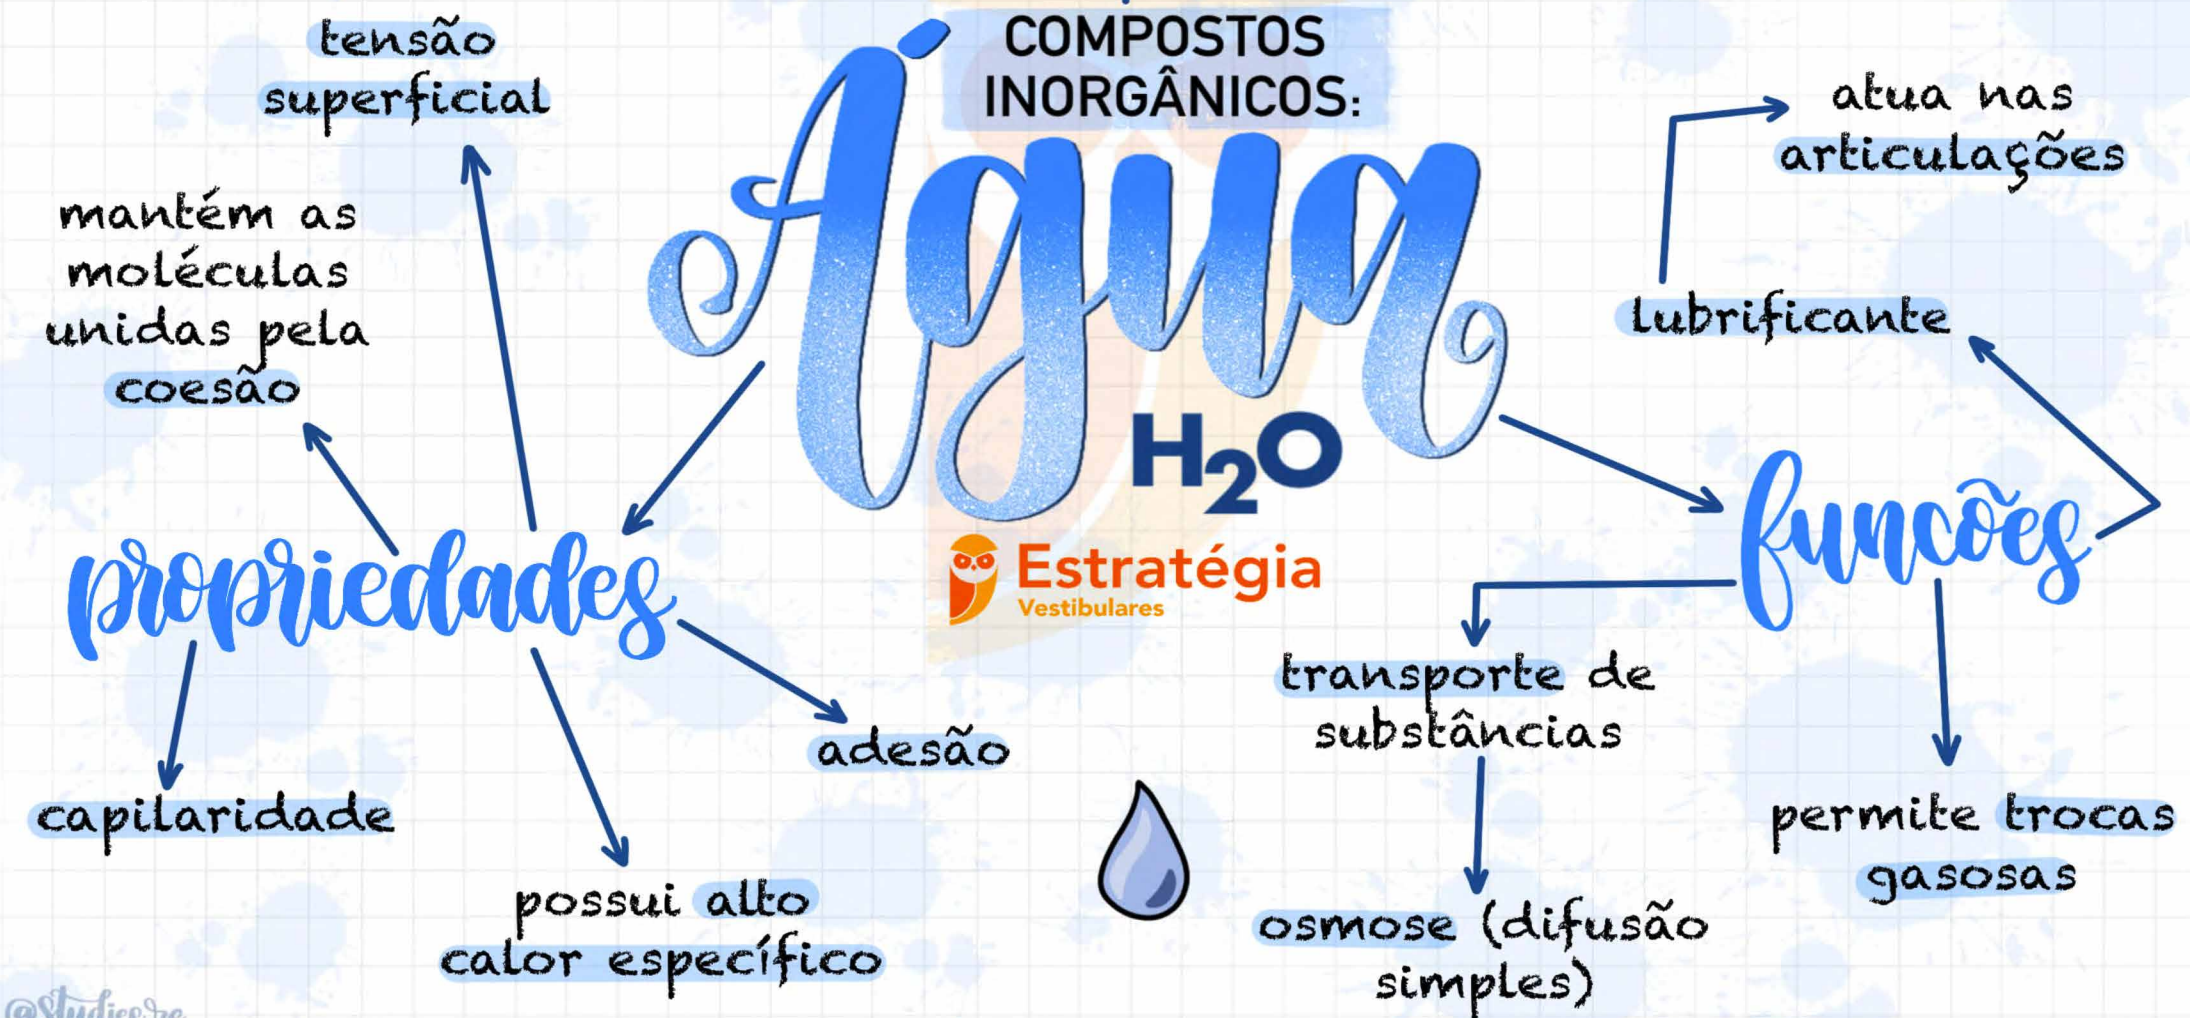 COMPOSTOS
INORGÂNICOS:
Água
H₂O
Estratégia
Vestibulares
propriedades
tensão
superficial
mantém as
moléculas
unidas pela
coesão
capilaridade
possui alto
calor específico
adesão
funcões
lubrificante
atua nas
articulações
transporte de
substâncias
osmose (difusão
simples)
permite trocas
gasosas